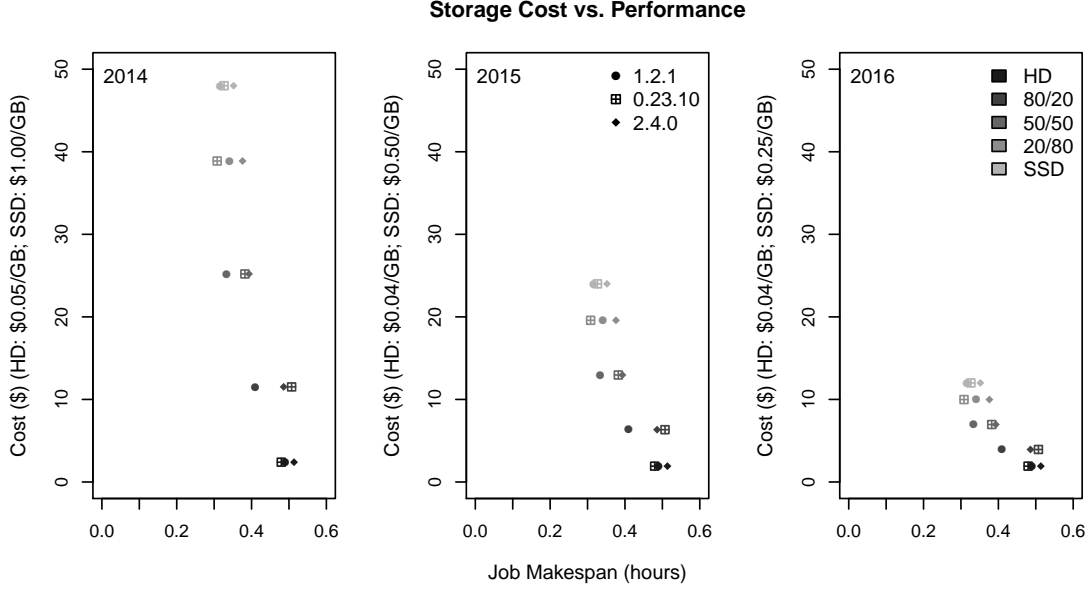 Storage Cost vs. Performance
Cost ($) (HD: $0.05/GB; SSD: $1.00/GB)
50
40
30
20
10
0
2014
0.0 0.2 0.4 0.6
Cost ($) (HD: $0.04/GB; SSD: $0.50/GB)
50
40
30
20
10
0
2015
1.2.1
0.23.10
2.4.0
0.0 0.2 0.4 0.6
Cost ($) (HD: $0.04/GB; SSD: $0.25/GB)
50
40
30
20
10
0
2016
HD
80/20
50/50
20/80
SSD
0.0 0.2 0.4 0.6
Job Makespan (hours)